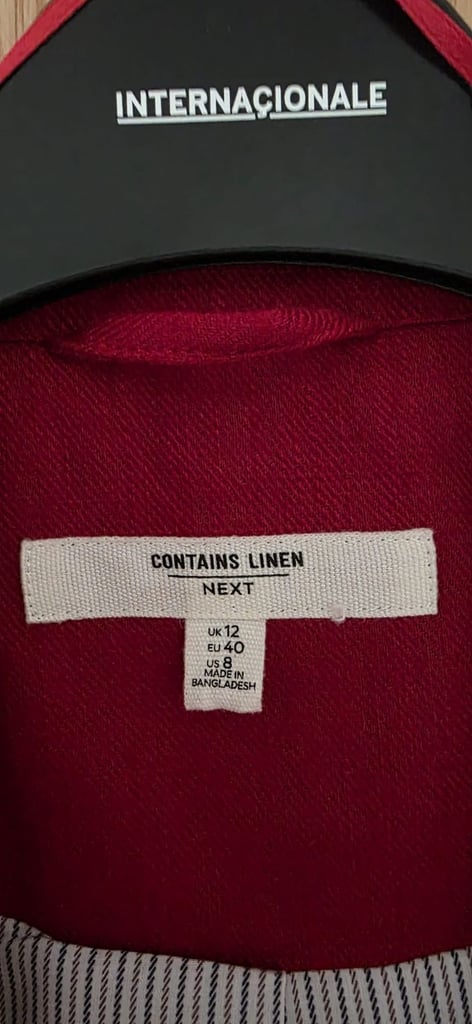 INTERNAÇIONALE
CONTAINS LINEN
NEXT
UK 12
EU 40
US 8
MADE IN
BANGLADESH